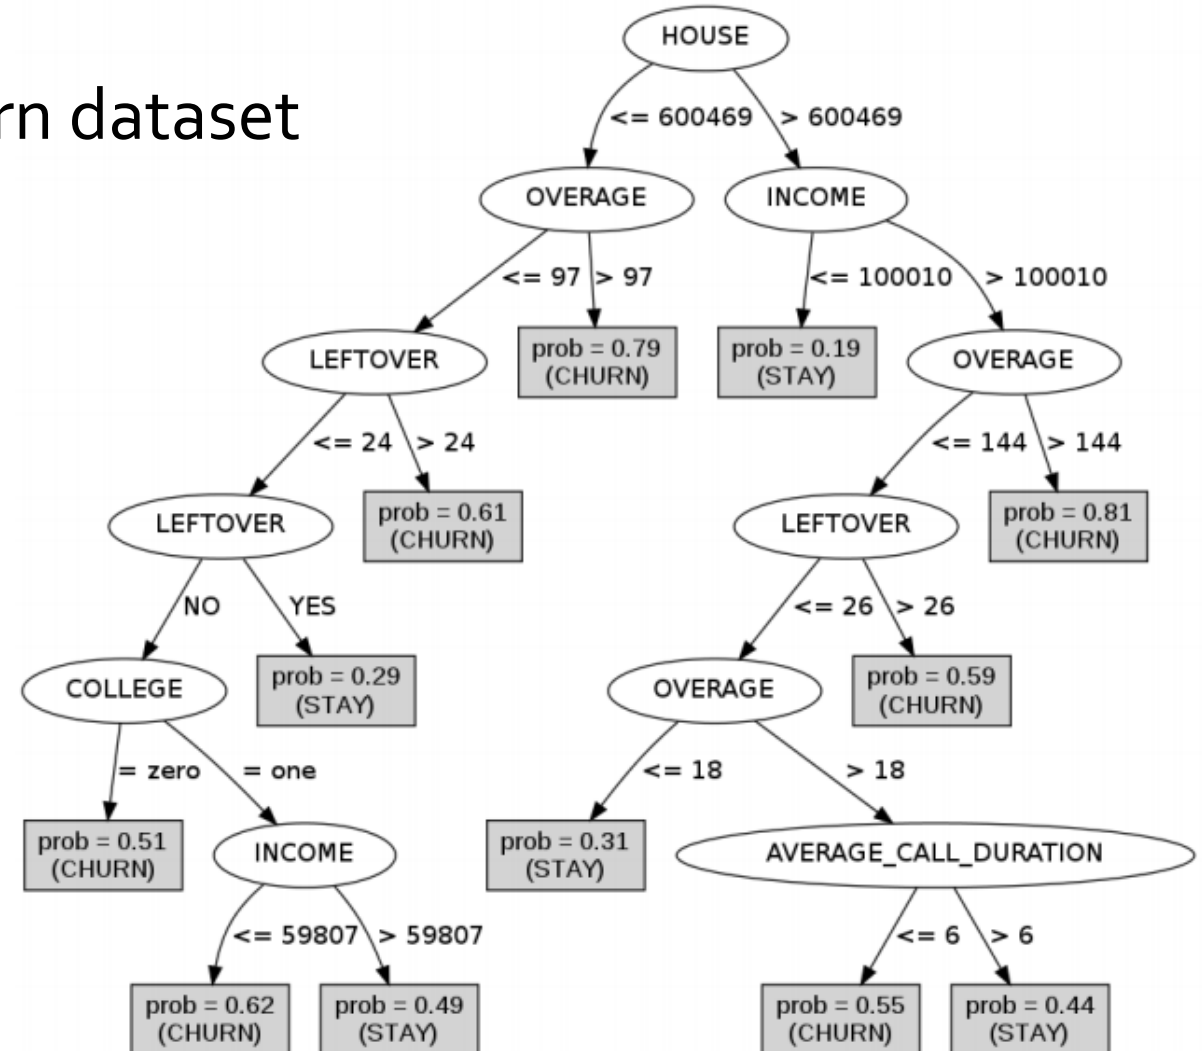 rn dataset
HOUSE
<= 600469
> 600469
OVERAGE
INCOME
<= 97
> 97
<= 100010
> 100010
LEFTOVER
prob = 0.79
(CHURN)
prob = 0.19
(STAY)
OVERAGE
<= 24
> 24
<= 144
> 144
LEFTOVER
prob = 0.61
(CHURN)
LEFTOVER
prob = 0.81
(CHURN)
NO
YES
<= 26
> 26
COLLEGE
prob = 0.29
(STAY)
OVERAGE
prob = 0.59
(CHURN)
= zero
= one
<= 18
> 18
prob = 0.51
(CHURN)
INCOME
prob = 0.31
(STAY)
AVERAGE_CALL_DURATION
<= 59807
> 59807
<= 6
> 6
prob = 0.62
(CHURN)
prob = 0.49
(STAY)
prob = 0.55
(CHURN)
prob = 0.44
(STAY)